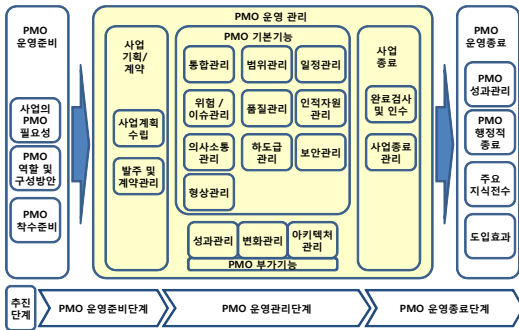 PMO
운영준비
사업의
PMO
필요성
PMO
역할 및
구성방안
PMO
착수준비
PMO 운영 관리
사업
기획/
계약
사업계획
수립
발주 및
계약관리
PMO 기본기능
통합관리
범위관리
일정관리
위험 /
이슈관리
품질관리
인적자원
관리
의사소통
관리
하도급
관리
보안관리
형상관리
성과관리
변화관리
아키텍처
관리
PMO 부가기능
사업
종료
완료검사
및 인수
사업종료
관리
PMO
운영종료
PMO
성과관리
PMO
행정적
종료
주요
지식전수
도입효과
추진
단계
PMO 운영준비단계
PMO 운영관리단계
PMO 운영종료단계